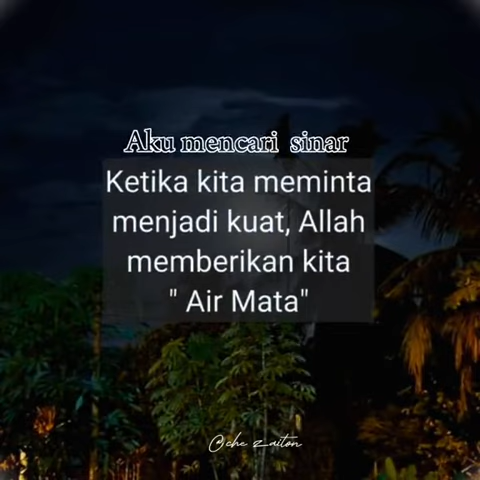 Aku mencari sinar
Ketika kita meminta
menjadi kuat, Allah
memberikan kita
" Air Mata"
@che zaiton